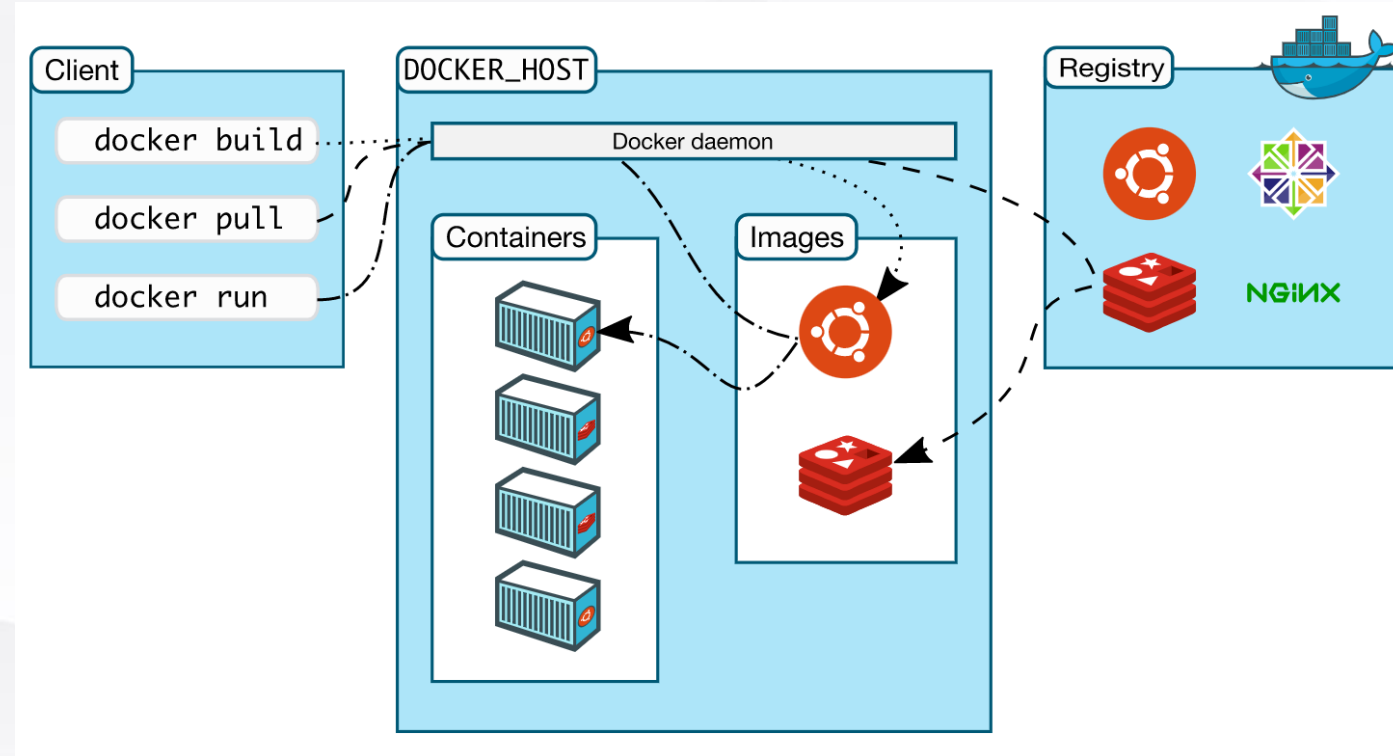 Client
docker build
docker pull
docker run
DOCKER_HOST
Docker daemon
Containers
Images
Registry
NGINX